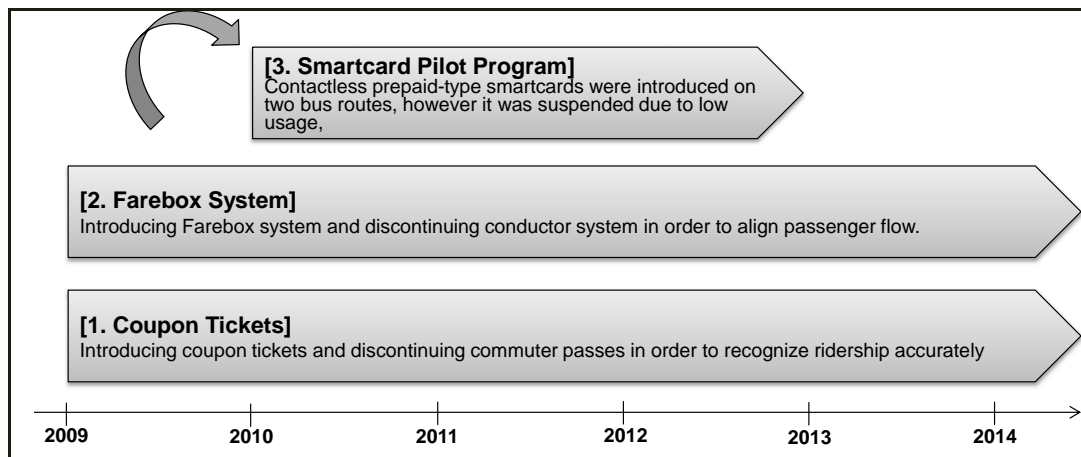 [3. Smartcard Pilot Program]
Contactless prepaid-type smartcards were introduced on
two bus routes, however it was suspended due to low
usage,
[2. Farebox System]
Introducing Farebox system and discontinuing conductor system in order to align passenger flow.
[1. Coupon Tickets]
Introducing coupon tickets and discontinuing commuter passes in order to recognize ridership accurately
2009 2010 2011 2012 2013 2014